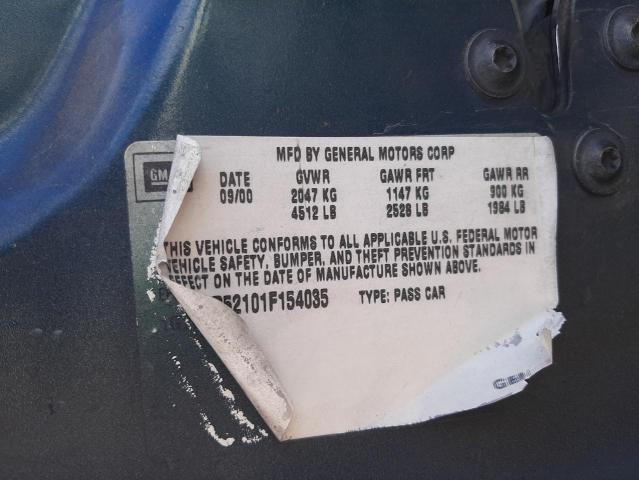 MFD BY GENERAL MOTORS CORP
GM
DATE GVWR GAWR FRT GAWR RR
09/00 2047 KG 1147 KG 900 KG
4512 LB 2528 LB 1984 LB
THIS VEHICLE CONFORMS TO ALL APPLICABLE U.S. FEDERAL MOTOR
VEHICLE SAFETY, BUMPER, AND THEFT PREVENTION STANDARDS IN
EFFECT ON THE DATE OF MANUFACTURE SHOWN ABOVE.
P52101F154035 TYPE: PASS CAR